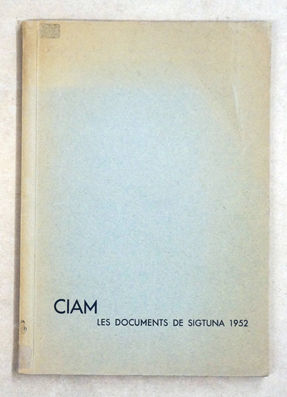 CIAM
LES DOCUMENTS DE SIGTUNA 1952